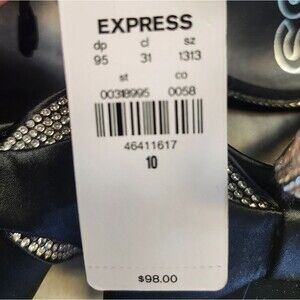 EXPRESS
dp cl sz
95 31 1313
st co
00318995 0058
46411617
10
$98.00